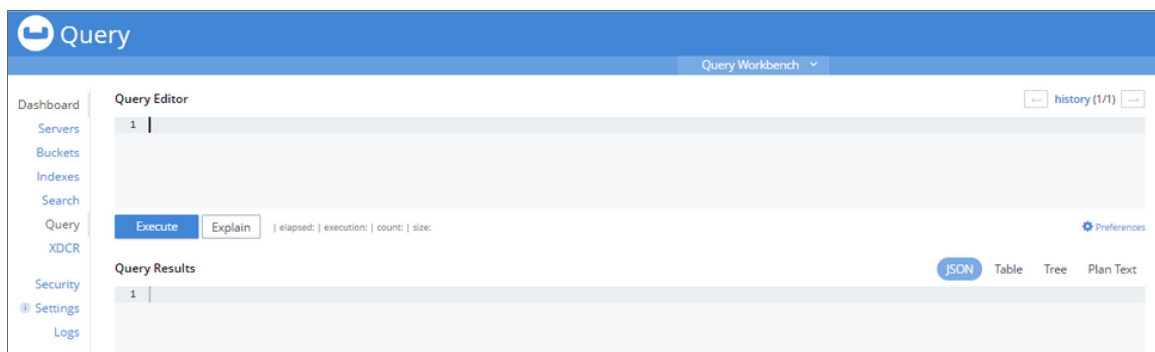 Query
Query Workbench
Dashboard
Servers
Buckets
Indexes
Search
Query
XDCR
Security
Settings
Logs
Query Editor
history (1/1)
1
Execute Explain | elapsed: | execution: | count: | size: Preferences
Query Results JSON Table Tree Plan Text
1